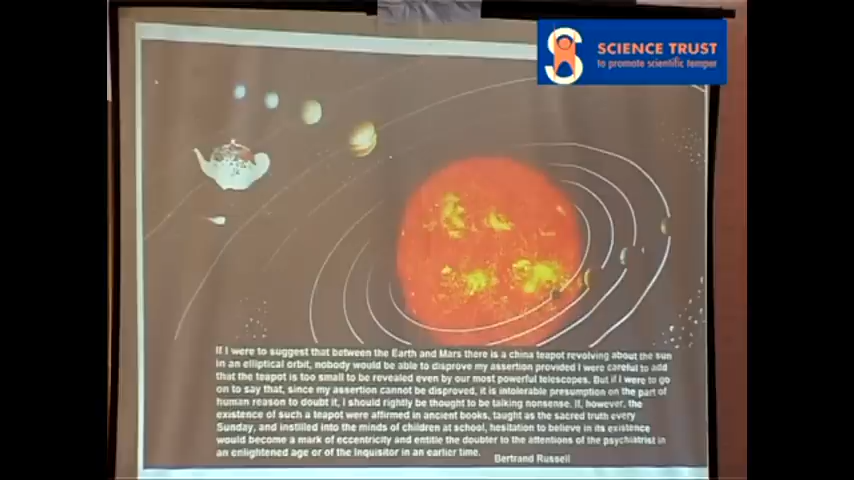 SCIENCE TRUST
to promote scientific temper
If I were to suggest that between the Earth and Mars there is a china teapot revolving about the sun
in an elliptical orbit, nobody would be able to disprove my assertion provided I were careful to add
that the teapot is too small to be revealed even by our most powerful telescopes. But if I were to go
on to say that, since my assertion cannot be disproved, it is intolerable presumption on the part of
human reason to doubt it, I should rightly be thought to be talking nonsense. If, however, the
existence of such a teapot were affirmed in ancient books, taught as the sacred truth every
Sunday, and instilled into the minds of children at school, hesitation to believe in its existence
would become a mark of eccentricity and entitle the doubter to the attentions of the psychiatrist in
an enlightened age or of the Inquisitor in an earlier time.
Bertrand Russell